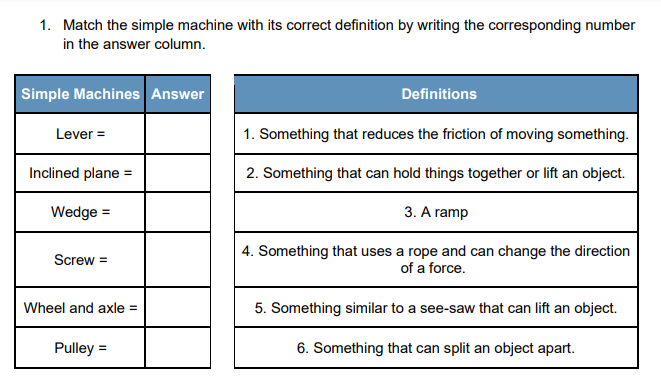 1. Match the simple machine with its correct definition by writing the corresponding number
in the answer column.
Simple Machines Answer
Lever =
Inclined plane =
Wedge =
Screw =
Wheel and axle =
Pulley =
Definitions
1. Something that reduces the friction of moving something.
2. Something that can hold things together or lift an object.
3. A ramp
4. Something that uses a rope and can change the direction
of a force.
5. Something similar to a see-saw that can lift an object.
6. Something that can split an object apart.